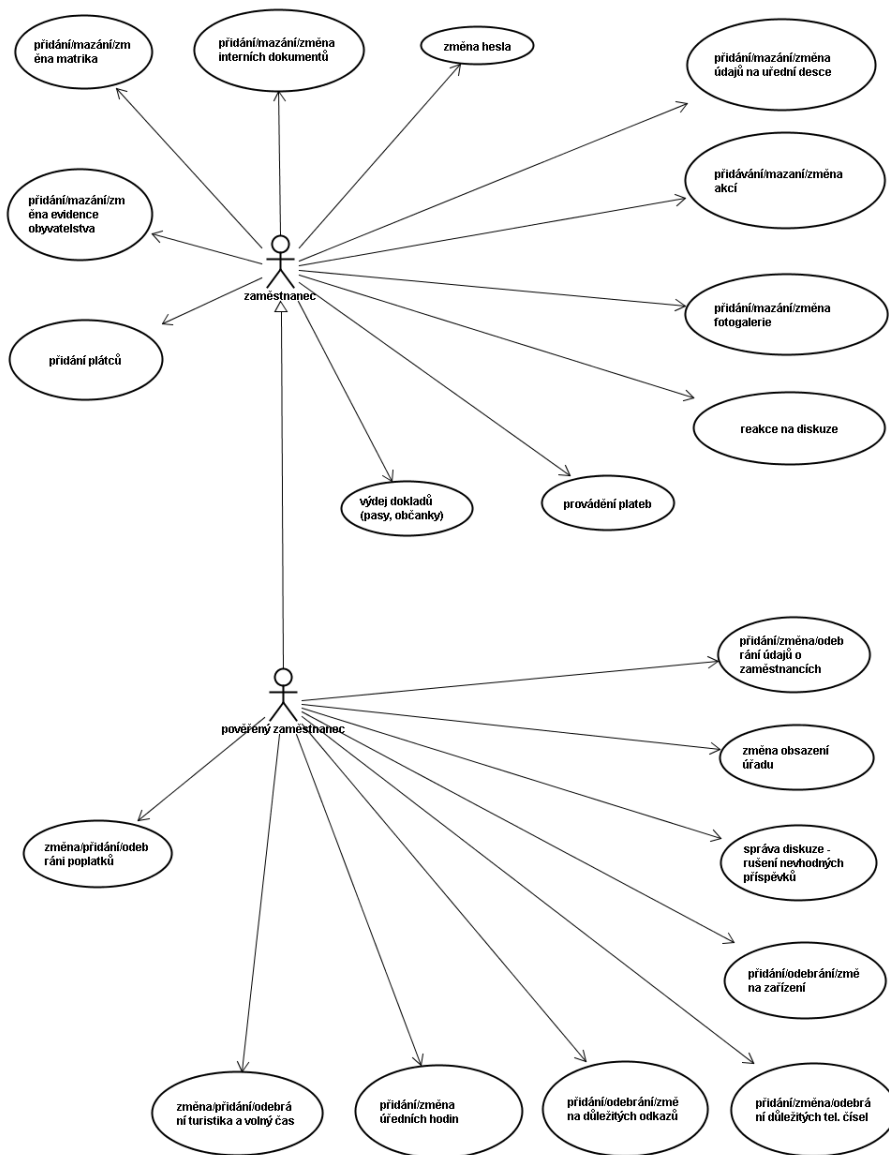 přidání/mazání/zm
ěna matrika
přidání/mazání/změna
interních dokumentů
změna hesla
přidání/mazání/změna
údajů na uřední desce
přidávání/mazaní/změna
akcí
přidání/mazání/zm
ěna evidence
obyvatelstva
zaměstnanec
přidání/mazání/změna
fotogalerie
přidání plátců
reakce na diskuze
výdej dokladů
(pasy, občanky)
provádění plateb
přidání/změna/odeb
rání údajů o
zaměstnancích
pověřený zaměstnanec
změna obsazení
úřadu
změna/přidání/odeb
ráni poplatků
správa diskuze -
rušení nevhodných
příspěvků
přidání/odebrání/změ
na zařízení
změna/přidání/odebrá
ní turistika a volný čas
přidání/změna
úředních hodin
přidání/odebrání/změ
na důležitých odkazů
přidání/změna/odebrá
ní důležitých tel. čísel